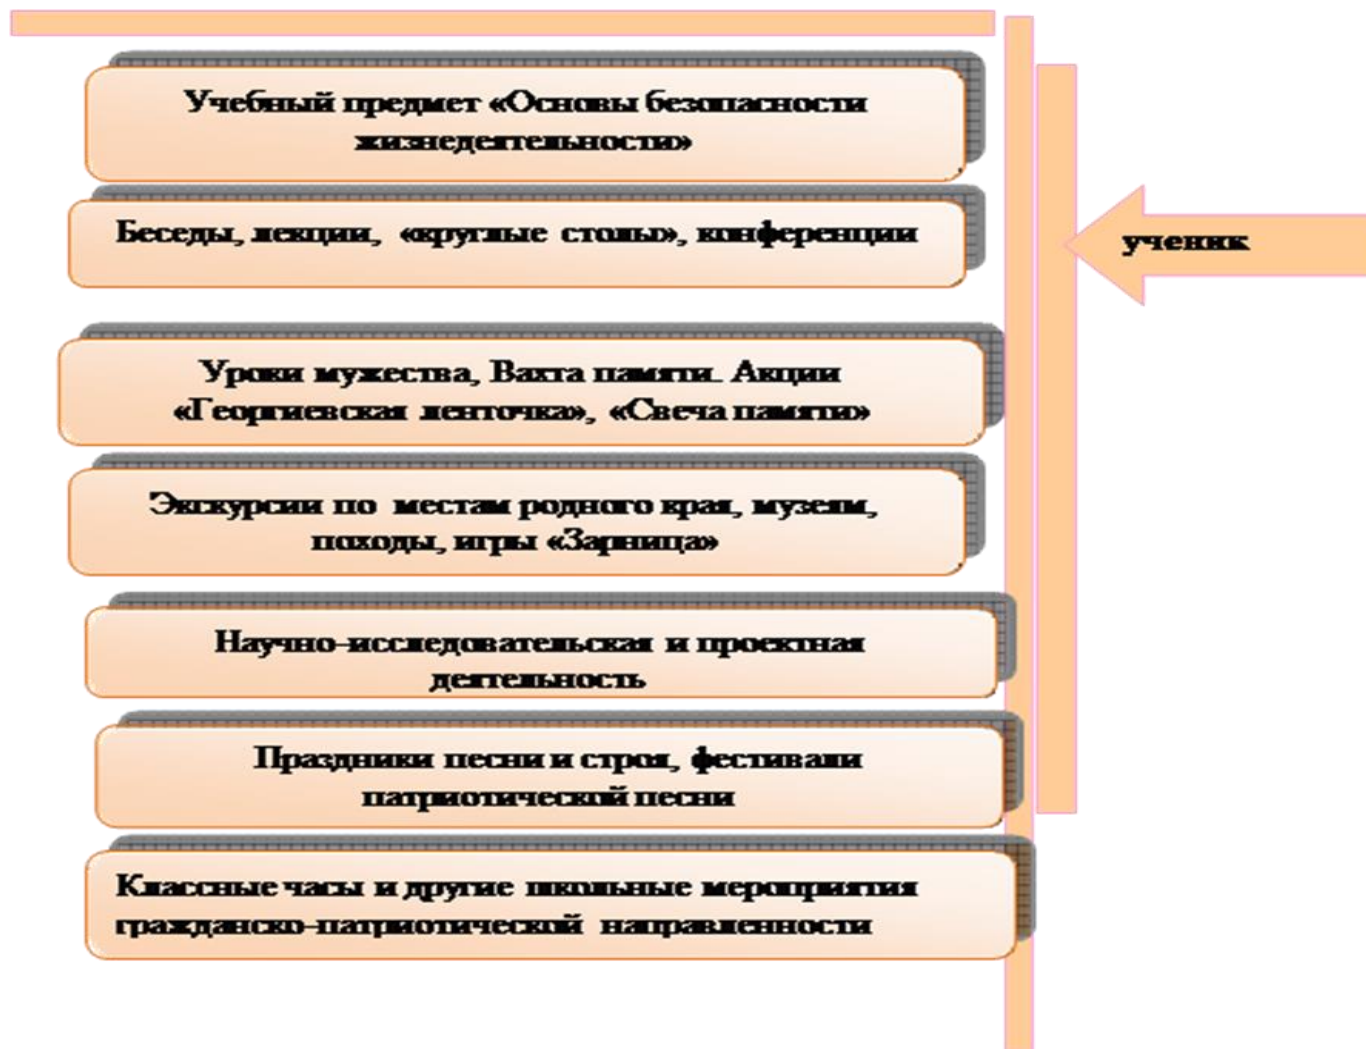 Учебный предмет «Основы безопасности
жизнедеятельности»
Беседы, лекции, «круглые столы», конференции
ученик
Уроки мужества, Вахта памяти. Акции
«Георгиевская ленточка», «Свеча памяти»
Экскурсии по местам родного края, музеям,
походы, игры «Зарница»
Научно-исследовательская и проектная
деятельность
Праздники песни и строя, фестивали
патриотической песни
Классные часы и другие школьные мероприятия
гражданско-патриотической направленности